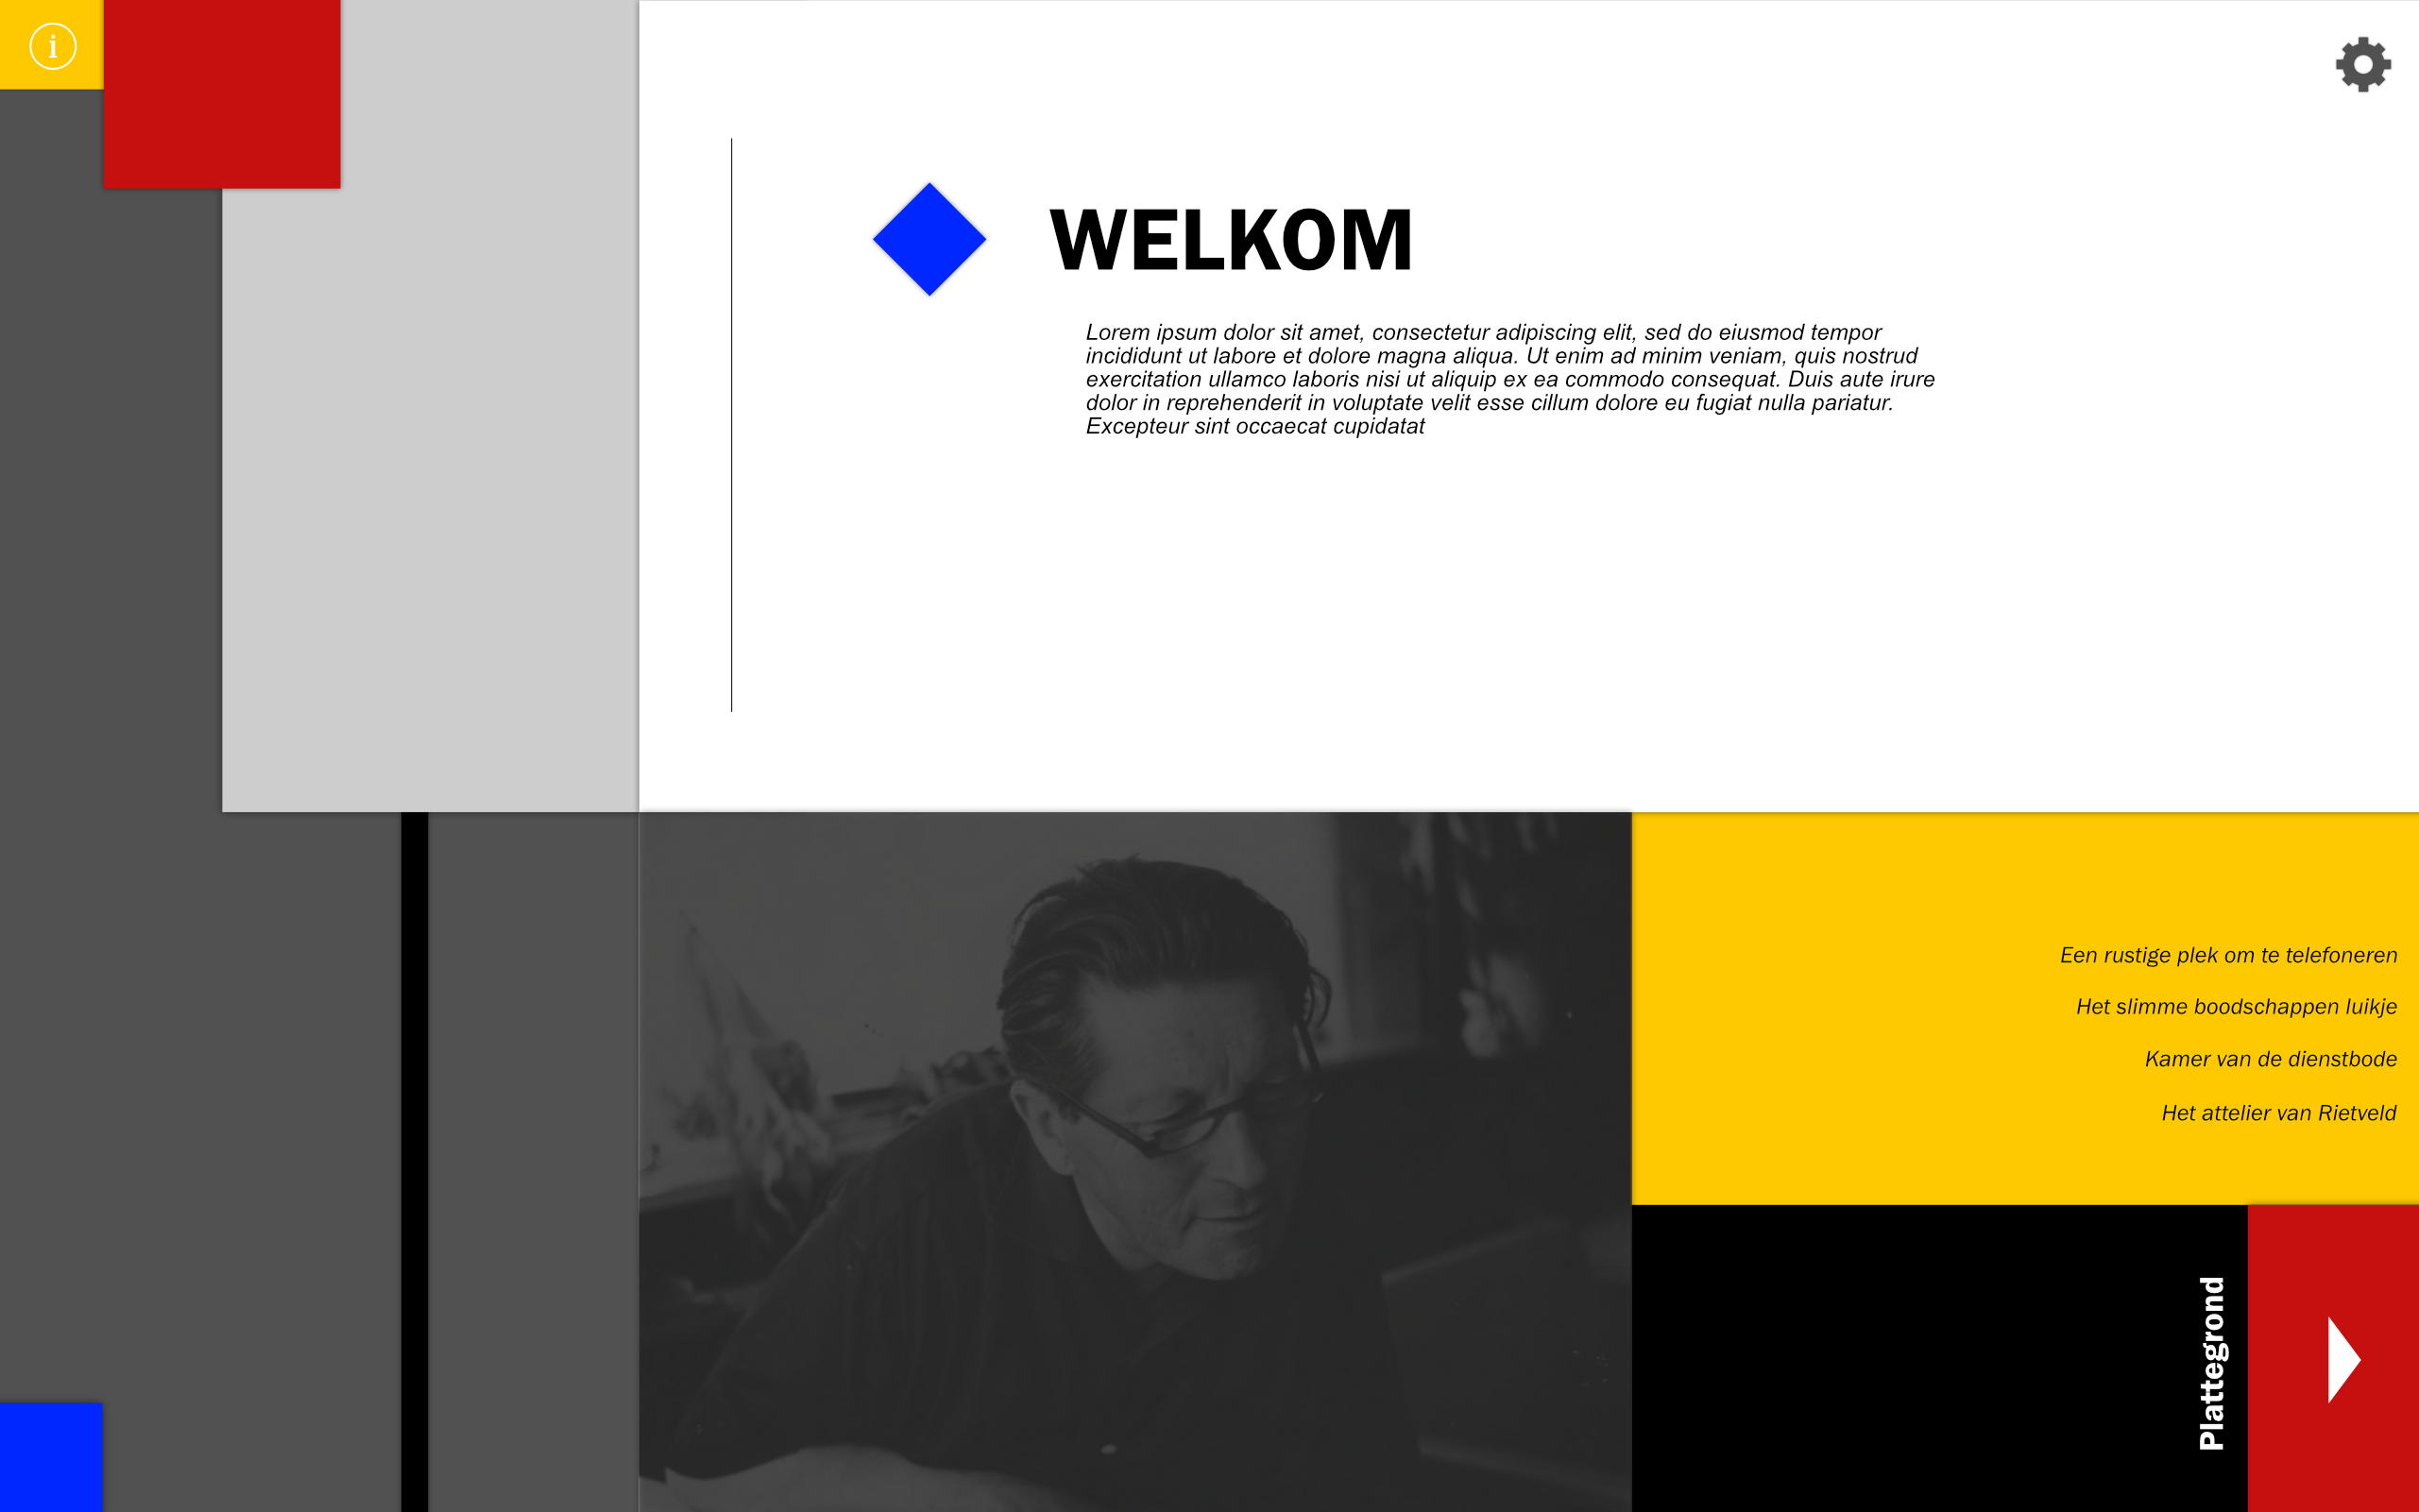 i
WELKOM
Lorem ipsum dolor sit amet, consectetur adipiscing elit, sed do eiusmod tempor
incididunt ut labore et dolore magna aliqua. Ut enim ad minim veniam, quis nostrud
exercitation ullamco laboris nisi ut aliquip ex ea commodo consequat. Duis aute irure
dolor in reprehenderit in voluptate velit esse cillum dolore eu fugiat nulla pariatur.
Excepteur sint occaecat cupidatat
Een rustige plek om te telefoneren
Het slimme boodschappen luikje
Kamer van de dienstbode
Het attelier van Rietveld
Plattegrond